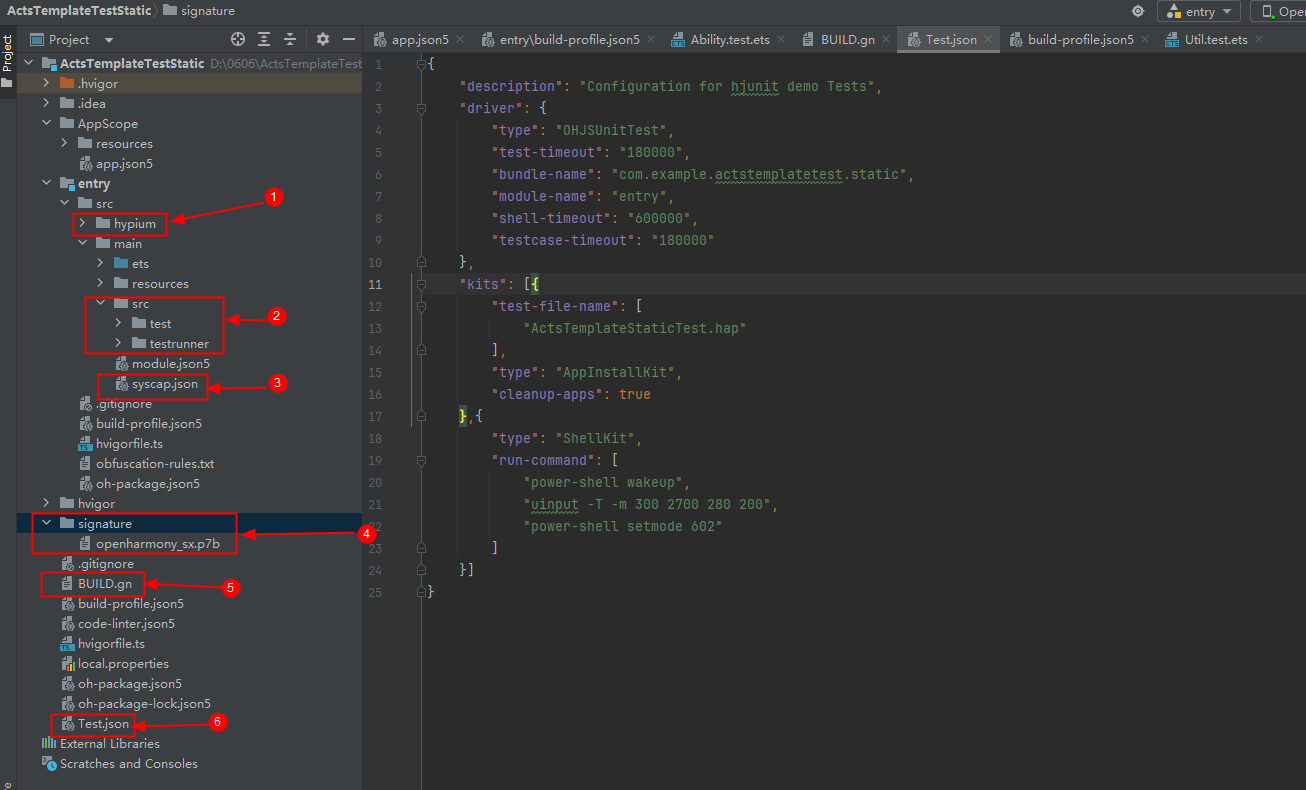 ActsTemplateTestStatic signature
entry
Open
Project
Project
app.json5
entry\build-profile.json5
Ability.test.ets
BUILD.gn
Test.json
build-profile.json5
Util.test.ets
ActsTemplateTestStatic D:\0606\ActsTemplateTest
.hvigor
.idea
AppScope
resources
app.json5
entry
src
hypium
main
ets
resources
src
test
testrunner
module.json5
syscap.json
.gitignore
build-profile.json5
hvigorfile.ts
obfuscation-rules.txt
oh-package.json5
hvigor
signature
openharmony_sx.p7b
.gitignore
BUILD.gn
build-profile.json5
code-linter.json5
hvigorfile.ts
local.properties
oh-package.json5
oh-package-lock.json5
Test.json
External Libraries
Scratches and Consoles
1
2
3
4
5
6
1 {
2 "description": "Configuration for hjunit demo Tests",
3 "driver": {
4 "type": "OHJSUnitTest",
5 "test-timeout": "180000",
6 "bundle-name": "com.example.actstemplatetest.static",
7 "module-name": "entry",
8 "shell-timeout": "600000",
9 "testcase-timeout": "180000"
10 },
11 "kits": [{
12 "test-file-name": [
13 "ActsTemplateStaticTest.hap"
14 ],
15 "type": "AppInstallKit",
16 "cleanup-apps": true
17 },{
18 "type": "ShellKit",
19 "run-command": [
20 "power-shell wakeup",
21 "uinput -T -m 300 2700 280 200",
22 "power-shell setmode 602"
23 ]
24 }]
25 }